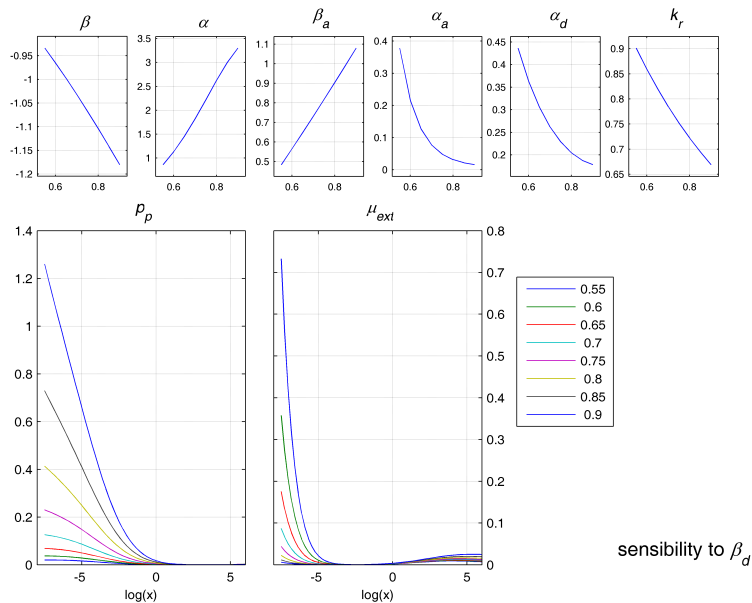 β α β_a α_a α_d k_r
-0.95 -1 -1.05 -1.1 -1.15 -1.2
0.6 0.8
3.5 3 2.5 2 1.5 1
0.6 0.8
1.1 1 0.9 0.8 0.7 0.6 0.5
0.6 0.8
0.4 0.3 0.2 0.1 0
0.6 0.8
0.45 0.4 0.35 0.3 0.25 0.2
0.6 0.8
0.9 0.85 0.8 0.75 0.7 0.65
0.6 0.8
p_p
1.4
1.2
1
0.8
0.6
0.4
0.2
0
-5 0 5
log(x)
μ_ext
0.8
0.7
0.6
0.5
0.4
0.3
0.2
0.1
0
-5 0 5
log(x)
0.55
0.6
0.65
0.7
0.75
0.8
0.85
0.9
sensibility to β_d